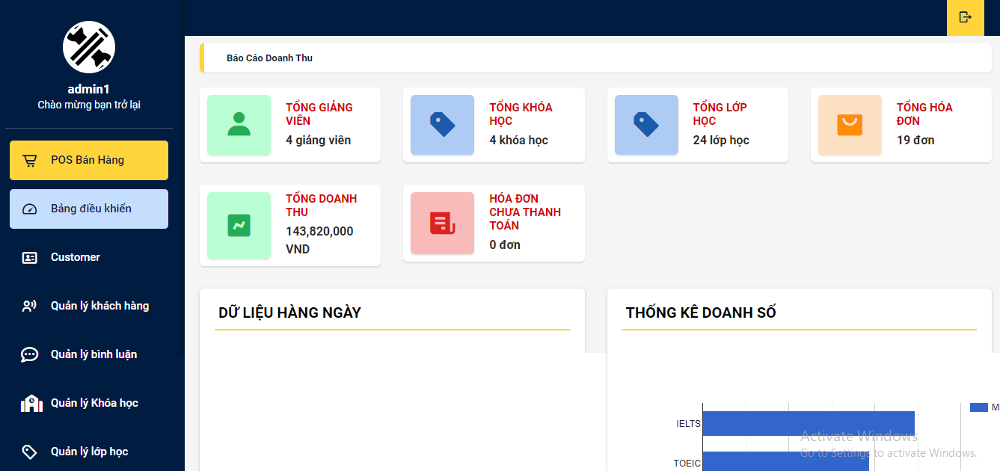 admin1
Chào mừng bạn trở lại
POS Bán Hàng
Bảng điều khiển
Customer
Quản lý khách hàng
Quản lý bình luận
Quản lý Khóa học
Quản lý lớp học
Báo Cáo Doanh Thu
TỔNG GIẢNG
VIÊN
4 giảng viên
TỔNG KHÓA
HỌC
4 khóa học
TỔNG LỚP
HỌC
24 lớp học
TỔNG HÓA
ĐƠN
19 đơn
TỔNG DOANH
THU
143,820,000
VND
HÓA ĐƠN
CHƯA THANH
TOÁN
0 đơn
DỮ LIỆU HÀNG NGÀY
THỐNG KÊ DOANH SỐ
IELTS
TOEIC
Activate Windows
Go to Settings to activate Windows.